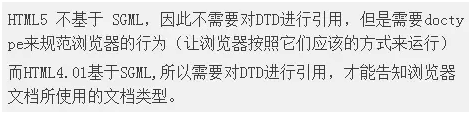 HTML5 不基于 SGML，因此不需要对DTD进行引用，但是需要doct
ype来规范浏览器的行为（让浏览器按照它们应该的方式来运行）
而HTML4.01基于SGML,所以需要对DTD进行引用，才能告知浏览器
文档所使用的文档类型。